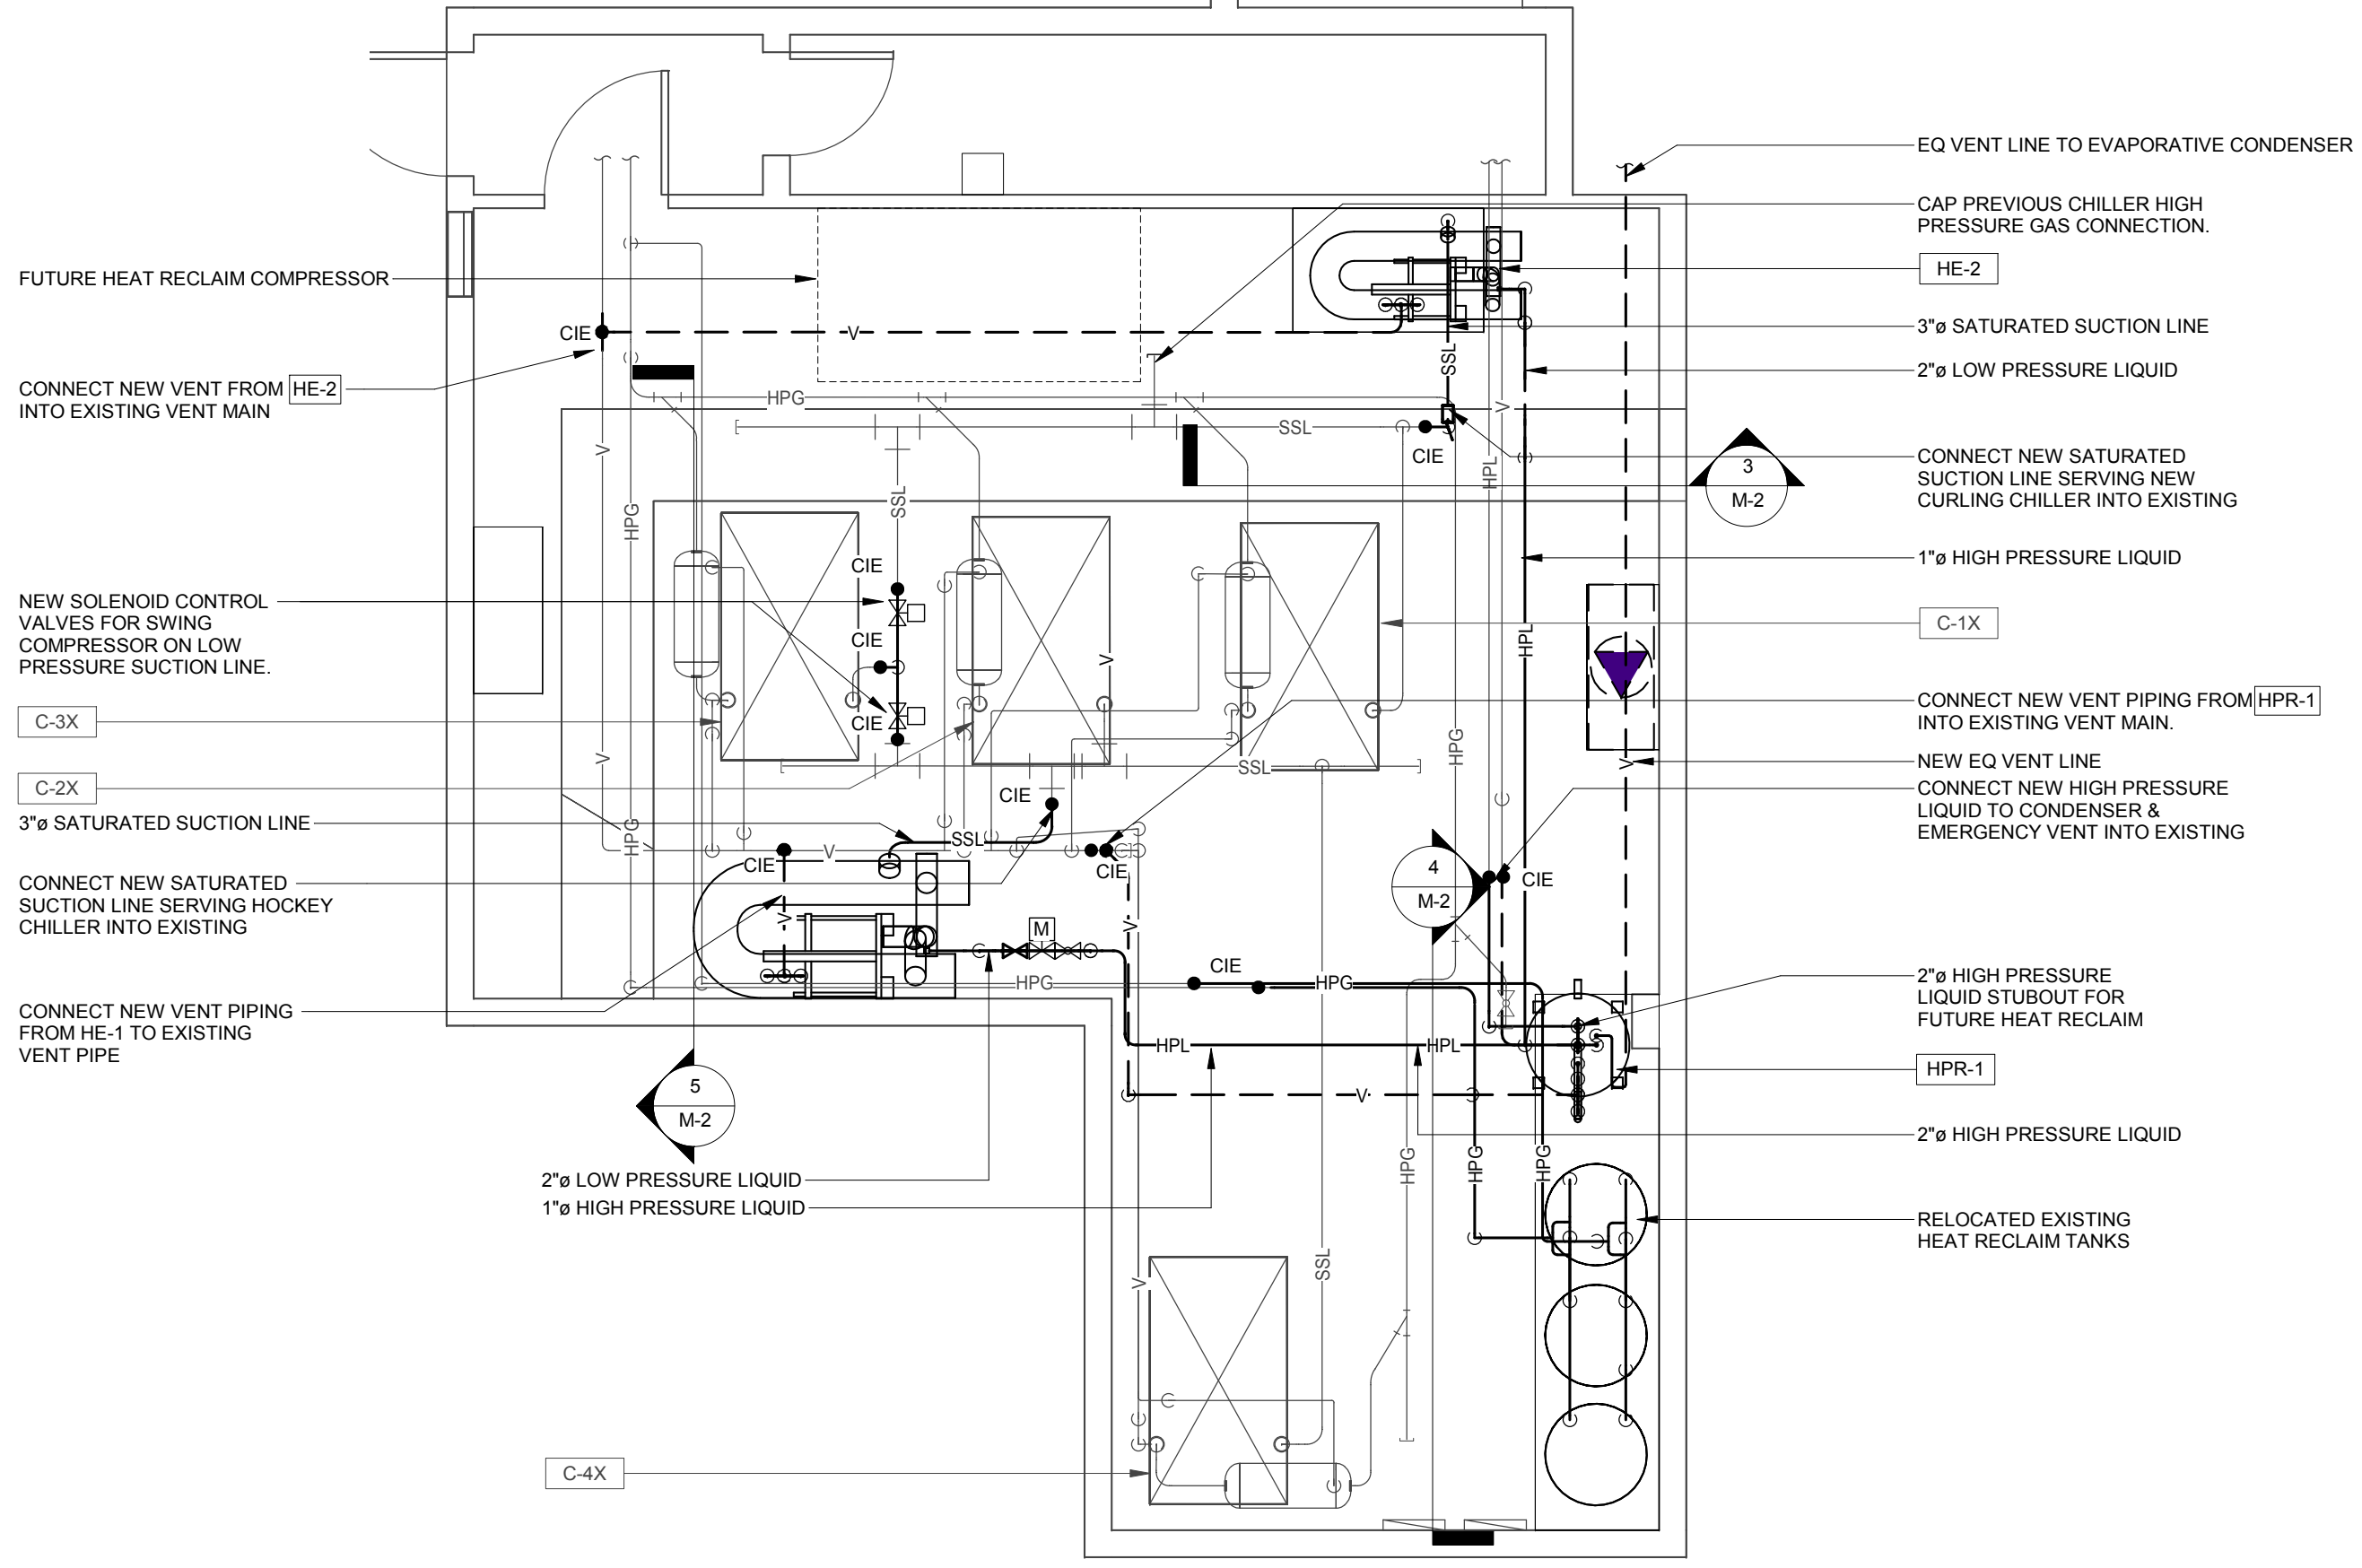 EQ VENT LINE TO EVAPORATIVE CONDENSER
CAP PREVIOUS CHILLER HIGH
PRESSURE GAS CONNECTION.
HE-2
3"ø SATURATED SUCTION LINE
2"ø LOW PRESSURE LIQUID
CONNECT NEW SATURATED
SUCTION LINE SERVING NEW
CURLING CHILLER INTO EXISTING
1"ø HIGH PRESSURE LIQUID
C-1X
CONNECT NEW VENT PIPING FROM HPR-1
INTO EXISTING VENT MAIN.
NEW EQ VENT LINE
CONNECT NEW HIGH PRESSURE
LIQUID TO CONDENSER &
EMERGENCY VENT INTO EXISTING
2"ø HIGH PRESSURE
LIQUID STUBOUT FOR
FUTURE HEAT RECLAIM
HPR-1
2"ø HIGH PRESSURE LIQUID
RELOCATED EXISTING
HEAT RECLAIM TANKS
FUTURE HEAT RECLAIM COMPRESSOR
CONNECT NEW VENT FROM HE-2
INTO EXISTING VENT MAIN
NEW SOLENOID CONTROL
VALVES FOR SWING
COMPRESSOR ON LOW
PRESSURE SUCTION LINE.
C-3X
C-2X
3"ø SATURATED SUCTION LINE
CONNECT NEW SATURATED
SUCTION LINE SERVING HOCKEY
CHILLER INTO EXISTING
CONNECT NEW VENT PIPING
FROM HE-1 TO EXISTING
VENT PIPE
2"ø LOW PRESSURE LIQUID
1"ø HIGH PRESSURE LIQUID
C-4X
CIE
V
SSL
HPG
V
SSL
CIE
V
HPL
3
M-2
V
HPG
SSL
CIE
CIE
CIE
V
HPL
V
HPG
SSL
V
CIE
HPG
SSL
V
CIE
CIE
4
M-2
CIE
V
M
V
CIE
HPG
HPG
HPL
HPL
V
5
M-2
HPG
HPG
HPG
V
SSL